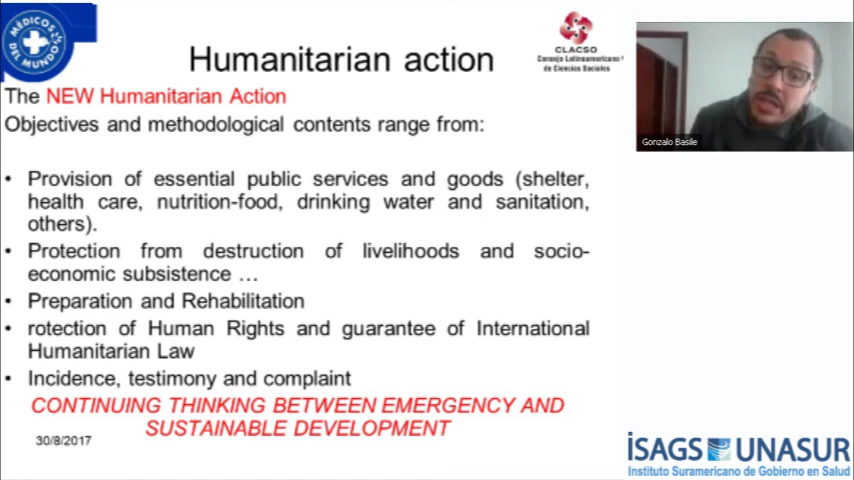 MÉDICOS
DEL MUNDO
Humanitarian action
CLACSO
Consejo Latinoamericano
de Ciencias Sociales
The NEW Humanitarian Action
Objectives and methodological contents range from:
• Provision of essential public services and goods (shelter,
health care, nutrition-food, drinking water and sanitation,
others).
• Protection from destruction of livelihoods and socio-
economic subsistence ...
• Preparation and Rehabilitation
• rotection of Human Rights and guarantee of International
Humanitarian Law
• Incidence, testimony and complaint
CONTINUING THINKING BETWEEN EMERGENCY AND
SUSTAINABLE DEVELOPMENT
30/8/2017
Gonzalo Basile
iSAGS UNASUR
Instituto Suramericano de Gobierno en Salud